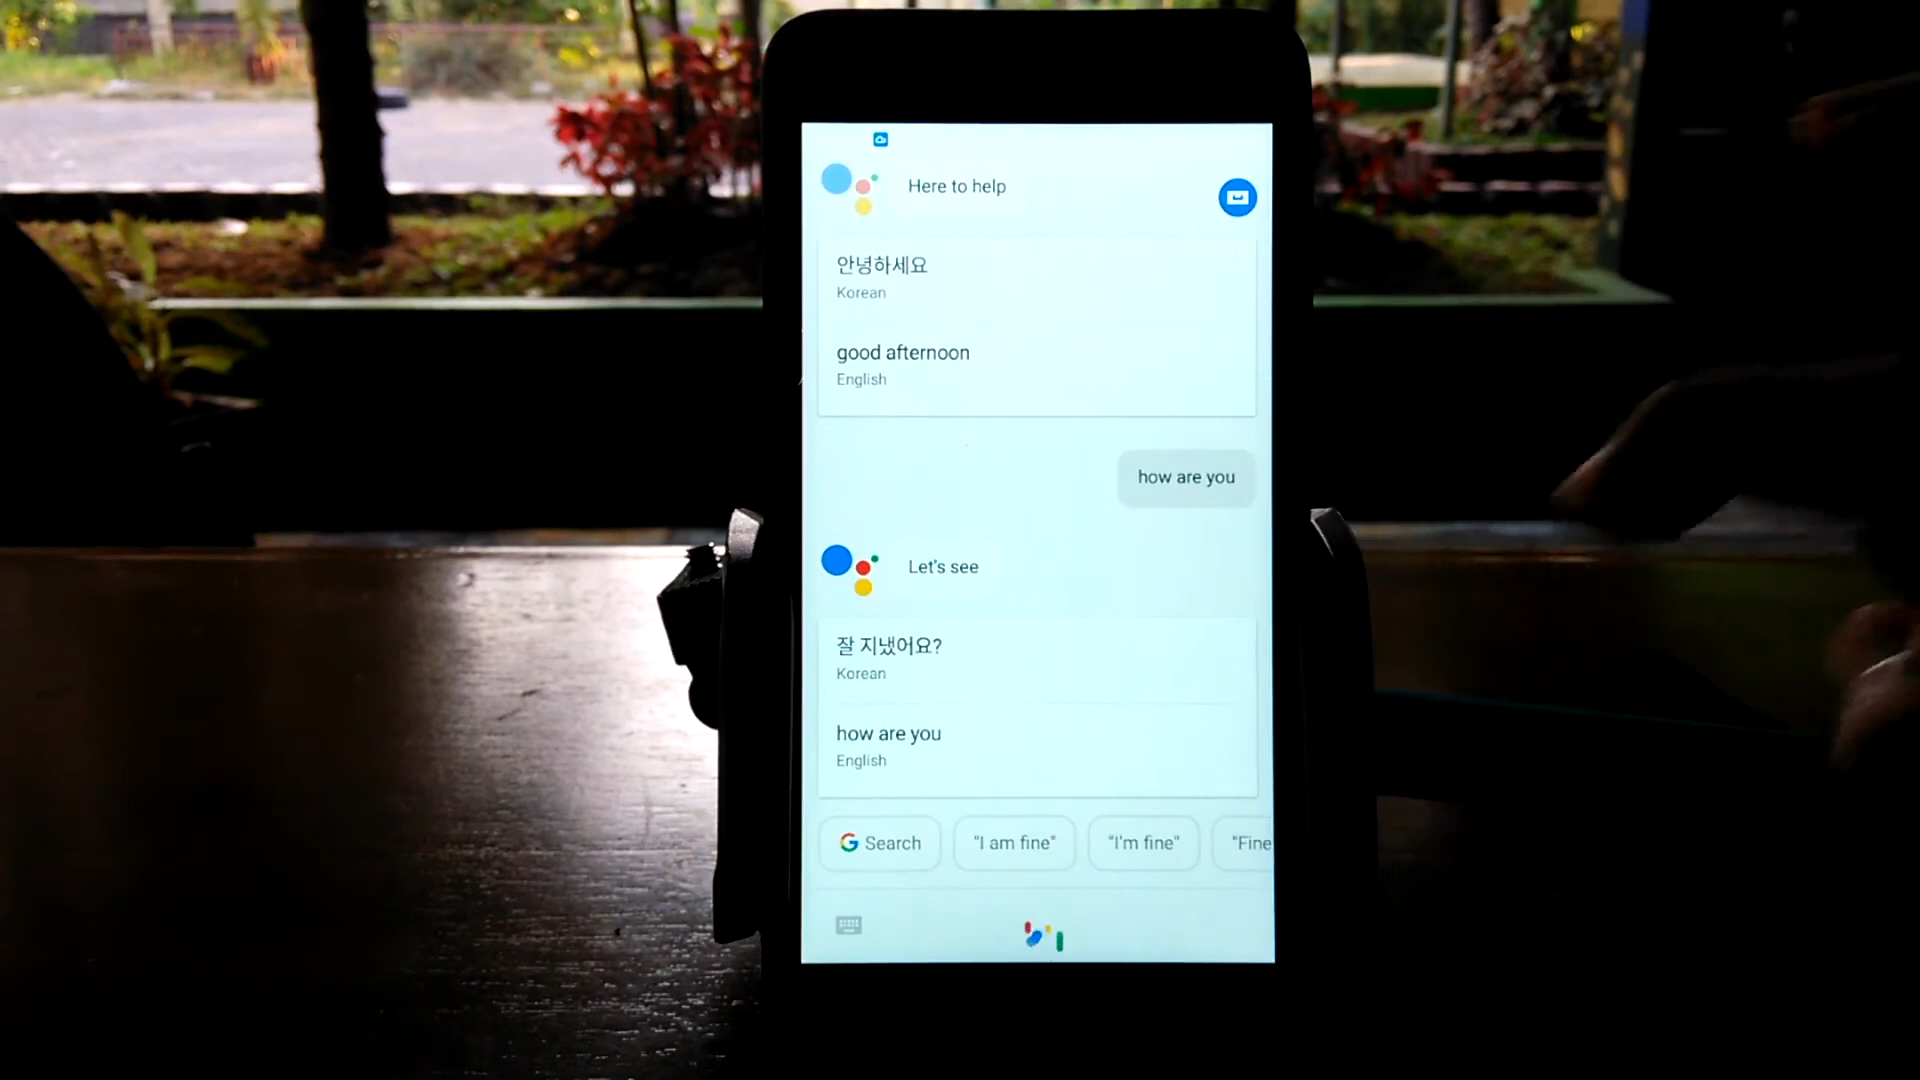 Here to help
안녕하세요
Korean
good afternoon
English
how are you
Let's see
잘 지냈어요?
Korean
how are you
English
Search
"I am fine"
"I'm fine"
"Fine